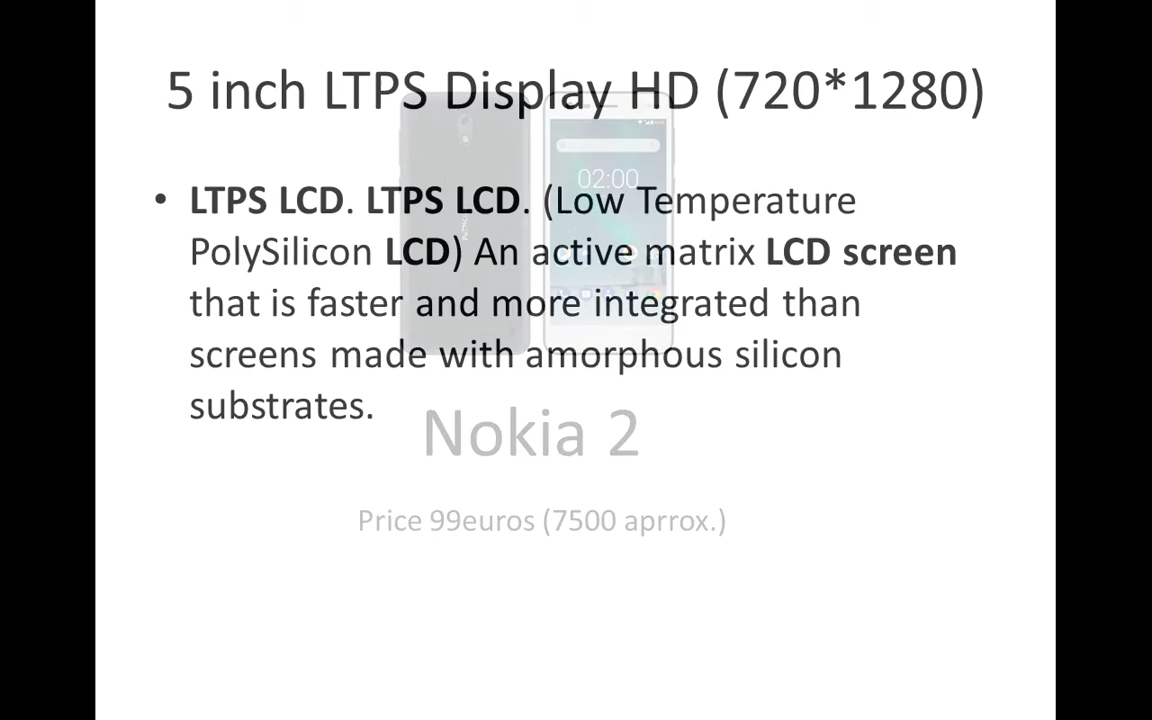 5 inch LTPS Display HD (720*1280)
02:00
• LTPS LCD. LTPS LCD. (Low Temperature
PolySilicon LCD) An active matrix LCD screen
that is faster and more integrated than
screens made with amorphous silicon
substrates.
Nokia 2
Price 99euros (7500 aprrox.)